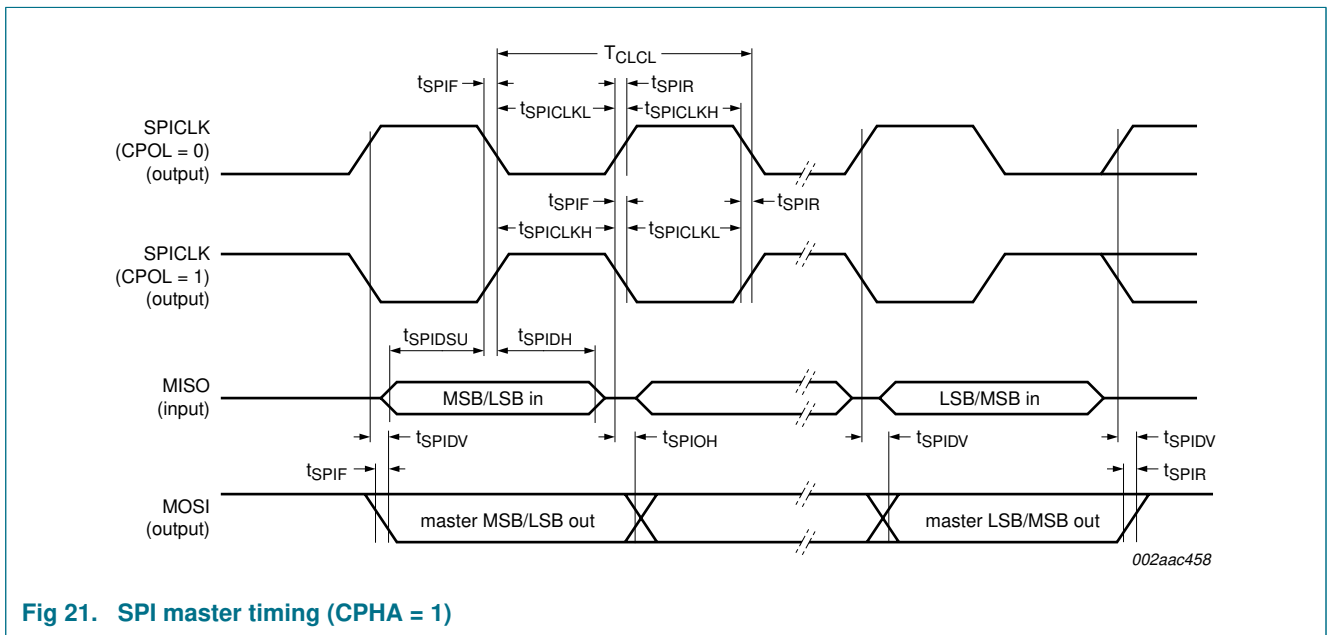 TCLCL
tSPIF
tSPIR
tSPICLKL
tSPICLKH
SPICLK
(CPOL = 0)
(output)
tSPIF
tSPIR
tSPICLKH
tSPICLKL
SPICLK
(CPOL = 1)
(output)
tSPIDSU
tSPIDH
MISO
(input)
MSB/LSB in
LSB/MSB in
tSPIDV
tSPIOH
tSPIDV
tSPIDV
tSPIF
tSPIR
MOSI
(output)
master MSB/LSB out
master LSB/MSB out
002aac458
Fig 21. SPI master timing (CPHA = 1)